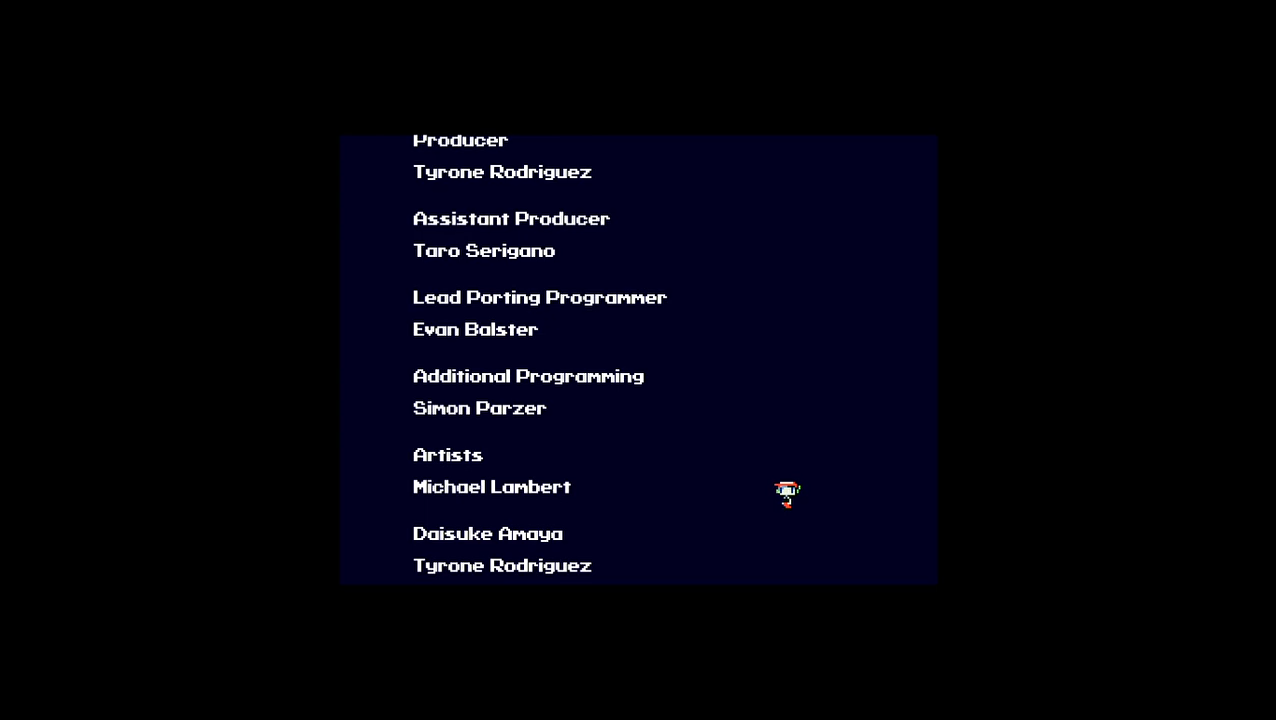 Producer
Tyrone Rodriguez
Assistant Producer
Taro Serigano
Lead Porting Programmer
Evan Balster
Additional Programming
Simon Parzer
Artists
Michael Lambert
Daisuke Amaya
Tyrone Rodriguez